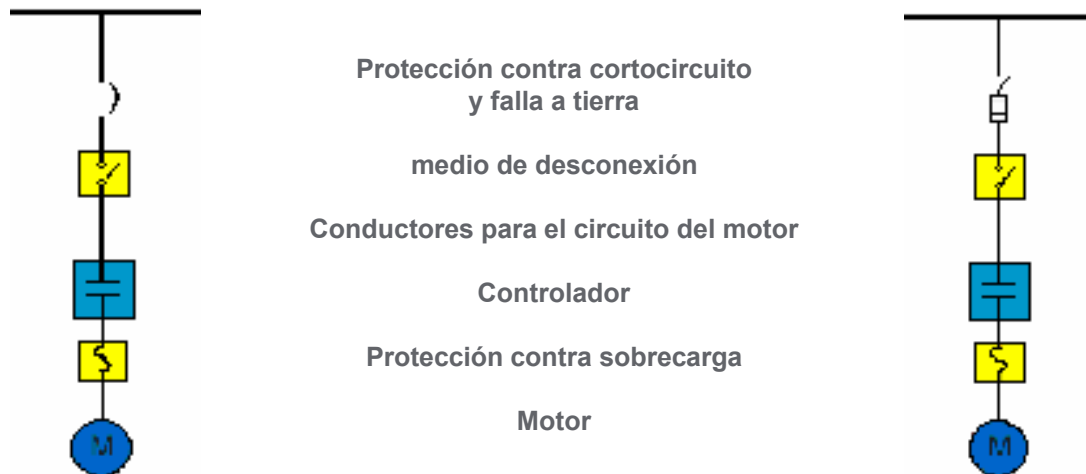 Protección contra cortocircuito
y falla a tierra
medio de desconexión
Conductores para el circuito del motor
Controlador
Protección contra sobrecarga
Motor
M
M